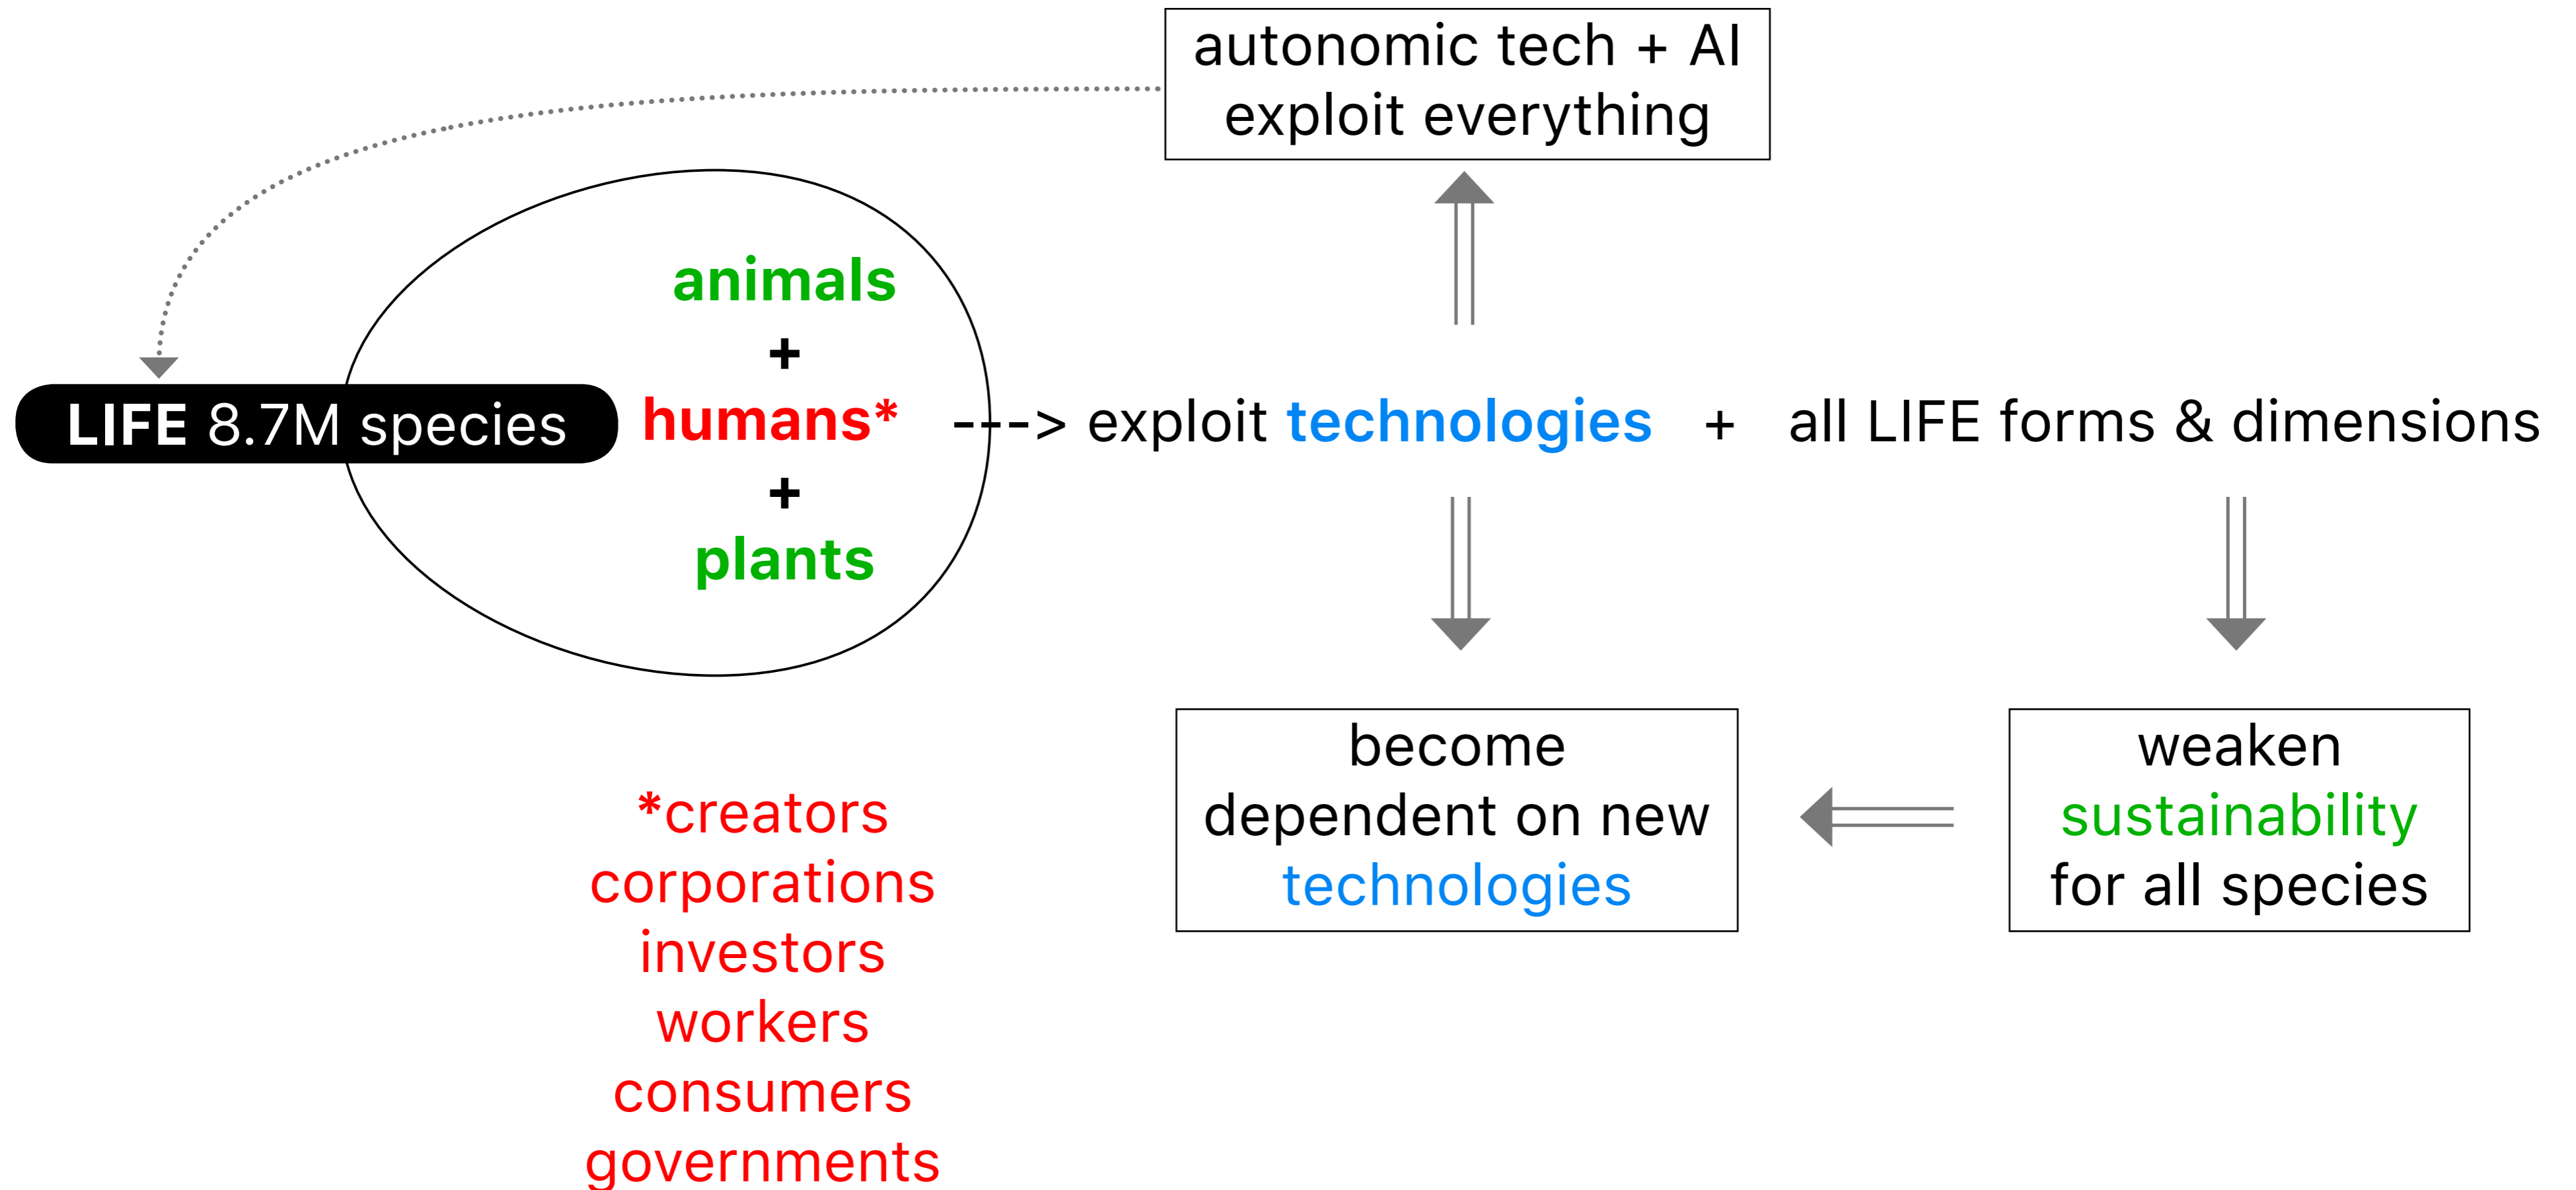 autonomic tech + AI
exploit everything
animals
+
LIFE 8.7M species
humans* ---> exploit technologies + all LIFE forms & dimensions
+
plants
become
dependent on new
technologies
weaken
sustainability
for all species
*creators
corporations
investors
workers
consumers
governments